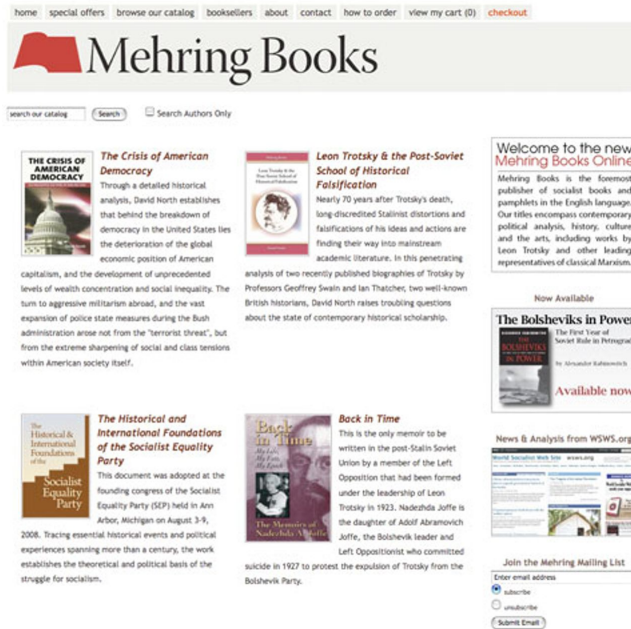 home special offers browse our catalog booksellers about contact how to order view my cart (0) checkout
Mehring Books
search our catalog Search Search Authors Only
THE CRISIS OF
AMERICAN
DEMOCRACY
The Crisis of American
Democracy
Through a detailed historical
analysis, David North establishes
that behind the breakdown of
democracy in the United States lies
the deterioration of the global
economic position of American
capitalism, and the development of unprecedented
levels of wealth concentration and social inequality. The
turn to aggressive militarism abroad, and the vast
expansion of police state measures during the Bush
administration arose not from the "terrorist threat", but
from the extreme sharpening of social and class tensions
within American society itself.
Leon Trotsky & the
Post-Soviet School of
Historical Falsification
Leon Trotsky & the Post-Soviet
School of Historical
Falsification
Nearly 70 years after Trotsky's death,
long-discredited Stalinist distortions and
falsifications of his ideas and actions are
finding their way into mainstream
academic literature. In this penetrating
analysis of two recently published biographies of Trotsky by
Professors Geoffrey Swain and Ian Thatcher, two well-known
British historians, David North raises troubling questions
about the state of contemporary historical scholarship.
Welcome to the new
Mehring Books Online
Mehring Books is the foremost
publisher of socialist books and
pamphlets in the English language.
Our titles encompass contemporary
political analysis, history, culture
and the arts, including works by
Leon Trotsky and other leading
representatives of classical Marxism.
Now Available
The Bolsheviks in Power
THE
BOLSHEVIKS
IN POWER
The First Year of
Soviet Rule in Petrograd
by Alexander Rabinowitch
Available now
The
Historical &
International
Foundations
of the
Socialist
Equality
Party
The Historical and
International Foundations
of the Socialist Equality
Party
This document was adopted at the
founding congress of the Socialist
Equality Party (SEP) held in Ann
Arbor, Michigan on August 3-9,
2008. Tracing essential historical events and political
experiences spanning more than a century, the work
establishes the theoretical and political basis of the
struggle for socialism.
Back
in Time
My Life,
My Fate,
My Epoch
The Memoirs of
Nadezhda A. Joffe
Back in Time
This is the only memoir to be
written in the post-Stalin Soviet
Union by a member of the Left
Opposition that had been formed
under the leadership of Leon
Trotsky in 1923. Nadezhda Joffe is
the daughter of Adolf Abramovich
Joffe, the Bolshevik leader and
Left Oppositionist who committed
suicide in 1927 to protest the expulsion of Trotsky from the
Bolshevik Party.
News & Analysis from WSWS.org
World Socialist Web Site wsws.org
Join the Mehring Mailing List
Enter email address
subscribe
unsubscribe
Submit Email